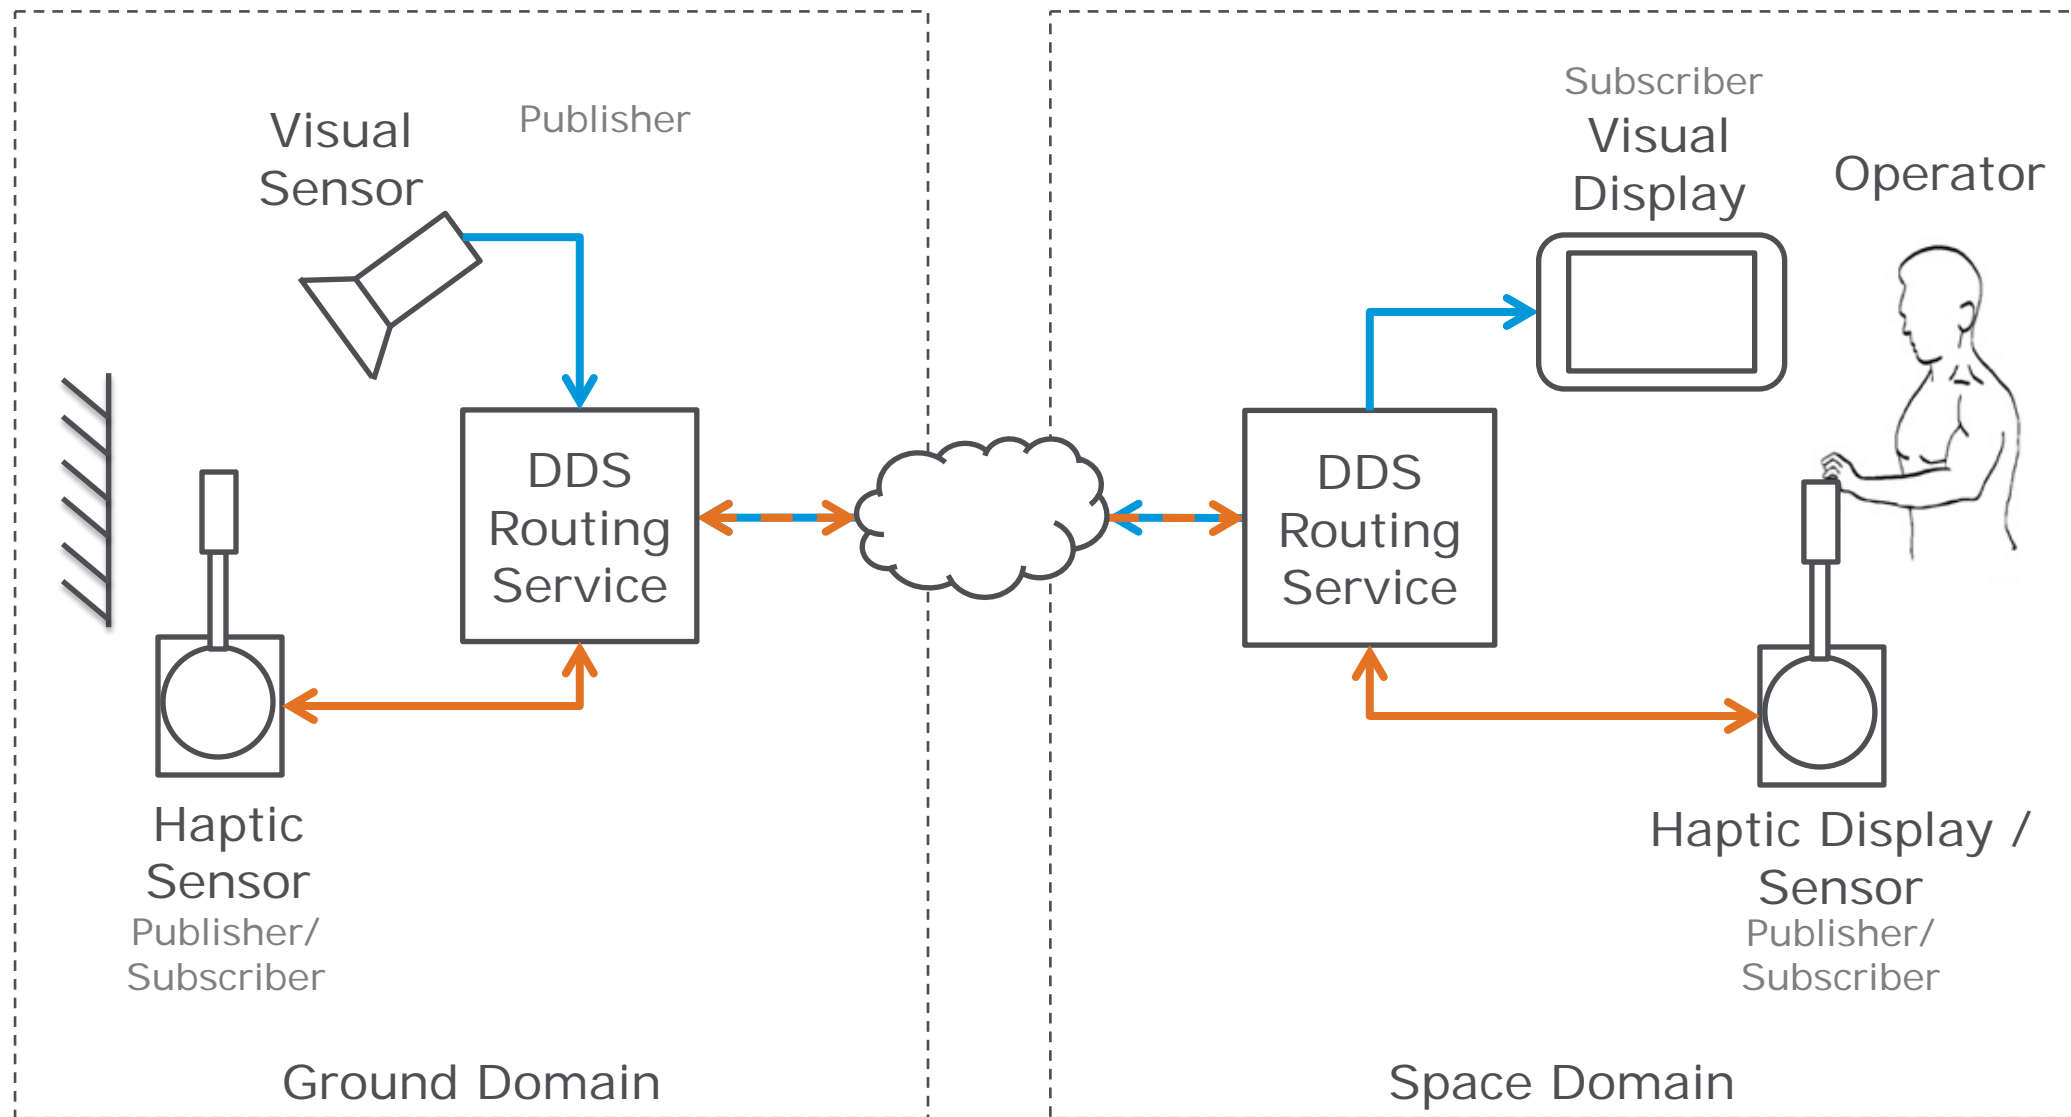 Visual
Sensor
Publisher
DDS
Routing
Service
Haptic
Sensor
Publisher/
Subscriber
Ground Domain
Subscriber
Visual
Display
Operator
DDS
Routing
Service
Haptic Display /
Sensor
Publisher/
Subscriber
Space Domain